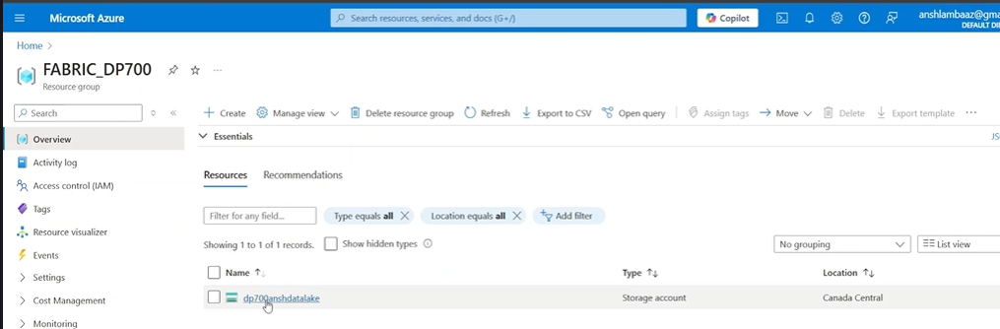 Microsoft Azure
Search resources, services, and docs (G+/)
Copilot
anshlambaaz@gma
DEFAULT DI
Home >
FABRIC_DP700
Resource group
Search
Create
Manage view
Delete resource group
Refresh
Export to CSV
Open query
Assign tags
Move
Delete
Export template
Overview
Essentials
JS
Activity log
Access control (IAM)
Tags
Resource visualizer
Events
Settings
Cost Management
Monitoring
Resources
Recommendations
Filter for any field...
Type equals all
Location equals all
Add filter
Showing 1 to 1 of 1 records.
Show hidden types
No grouping
List view
Name
Type
Location
dp700anshdatalake
Storage account
Canada Central